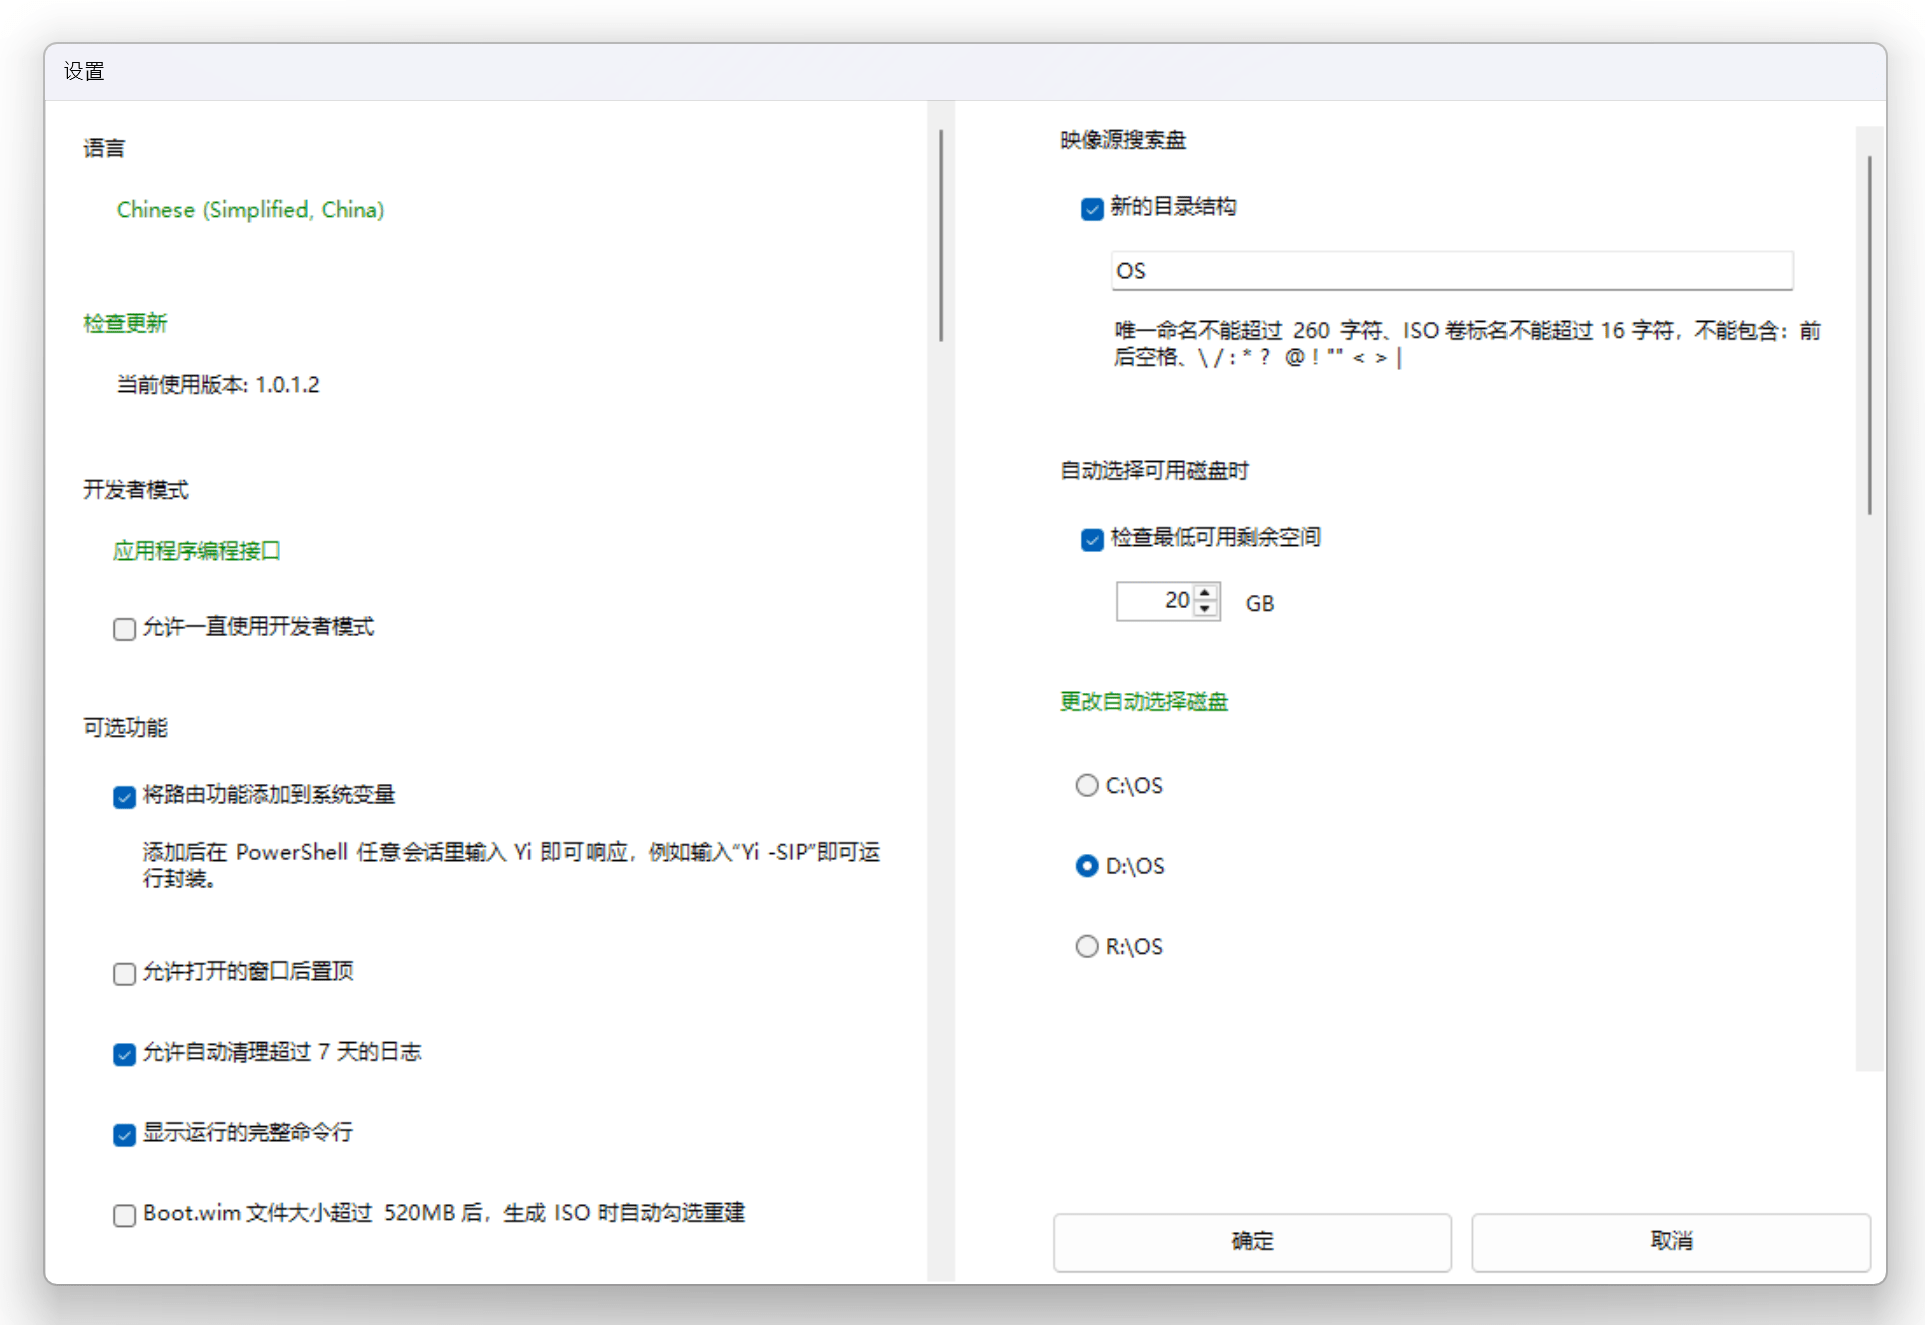 设置
语言
Chinese (Simplified, China)
检查更新
当前使用版本: 1.0.1.2
开发者模式
应用程序编程接口
允许一直使用开发者模式
可选功能
将路由功能添加到系统变量
添加后在 PowerShell 任意会话里输入 Yi 即可响应，例如输入“Yi -SIP”即可运
行封装。
允许打开的窗口后置顶
允许自动清理超过 7 天的日志
显示运行的完整命令行
Boot.wim 文件大小超过 520MB 后，生成 ISO 时自动勾选重建
映像源搜索盘
新的目录结构
OS
唯一命名不能超过 260 字符、ISO 卷标名不能超过 16 字符，不能包含：前
后空格、\ / : * ? @ ! "" < > |
自动选择可用磁盘时
检查最低可用剩余空间
20 GB
更改自动选择磁盘
C:\OS
D:\OS
R:\OS
确定
取消